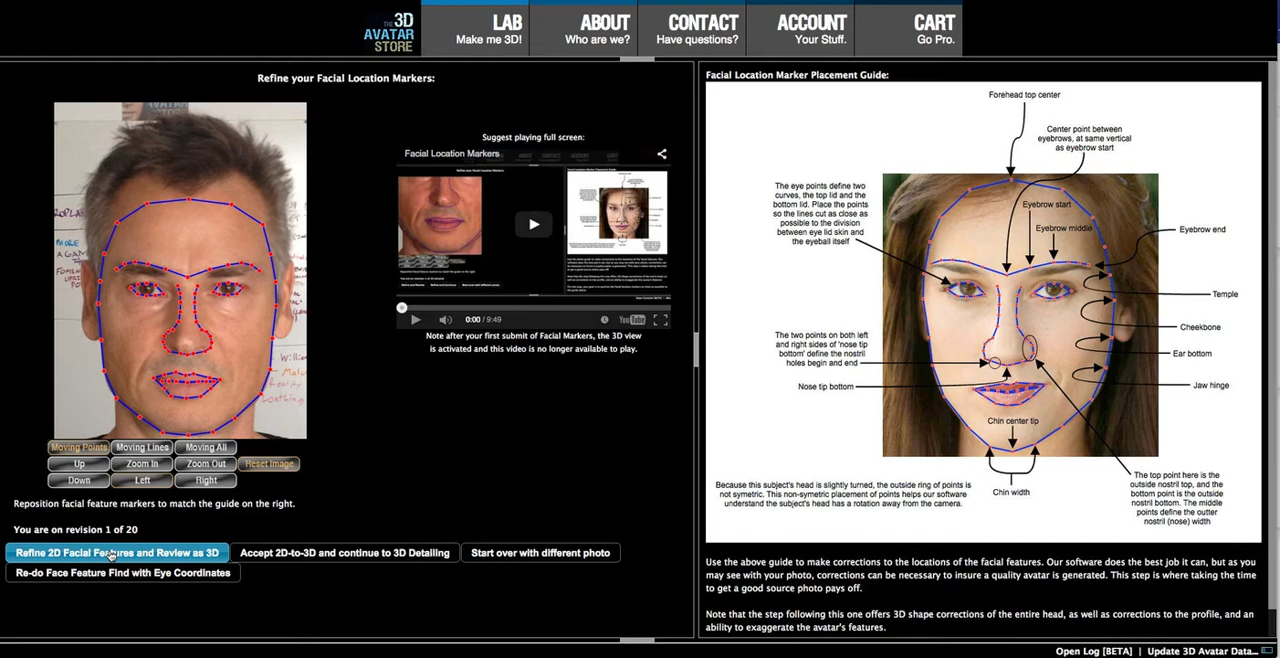 THE 3D
AVATAR
STORE
LAB
Make me 3D!
ABOUT
Who are we?
CONTACT
Have questions?
ACCOUNT
Your Stuff.
CART
Go Pro.
Refine your Facial Location Markers:
Suggest playing full screen:
Facial Location Markers
0:00 / 9:49
YouTube
Note after your first submit of Facial Markers, the 3D view
is activated and this video is no longer available to play.
Moving Points
Moving Lines
Moving All
Up
Zoom In
Zoom Out
Reset Image
Down
Left
Right
Reposition facial feature markers to match the guide on the right.
You are on revision 1 of 20
Refine 2D Facial Features and Review as 3D
Accept 2D-to-3D and continue to 3D Detailing
Start over with different photo
Re-do Face Feature Find with Eye Coordinates
Facial Location Marker Placement Guide:
Forehead top center
Center point between
eyebrows, at same vertical
as eyebrow start
The eye points define two
curves, the top lid and the
bottom lid. Place the points
so the lines cut as close as
possible to the division
between eye lid skin and
the eyeball itself
Eyebrow start
Eyebrow middle
Eyebrow end
Temple
Cheekbone
Ear bottom
Jaw hinge
The two points on both left
and right sides of 'nose tip
bottom' define the nostril
holes begin and end
Nose tip bottom
Chin center tip
Chin width
Because this subject's head is slightly turned, the outside ring of points is
not symetric. This non-symetric placement of points helps our software
understand the subject's head has a rotation away from the camera.
The top point here is the
outside nostril top, and the
bottom point is the outside
nostril bottom. The middle
points define the outer
nostril (nose) width
Use the above guide to make corrections to the locations of the facial features. Our software does the best job it can, but as you
may see with your photo, corrections can be necessary to insure a quality avatar is generated. This step is where taking the time
to get a good source photo pays off.
Note that the step following this one offers 3D shape corrections of the entire head, as well as corrections to the profile, and an
ability to exaggerate the avatar's features.
Open Log [BETA] | Update 3D Avatar Data...